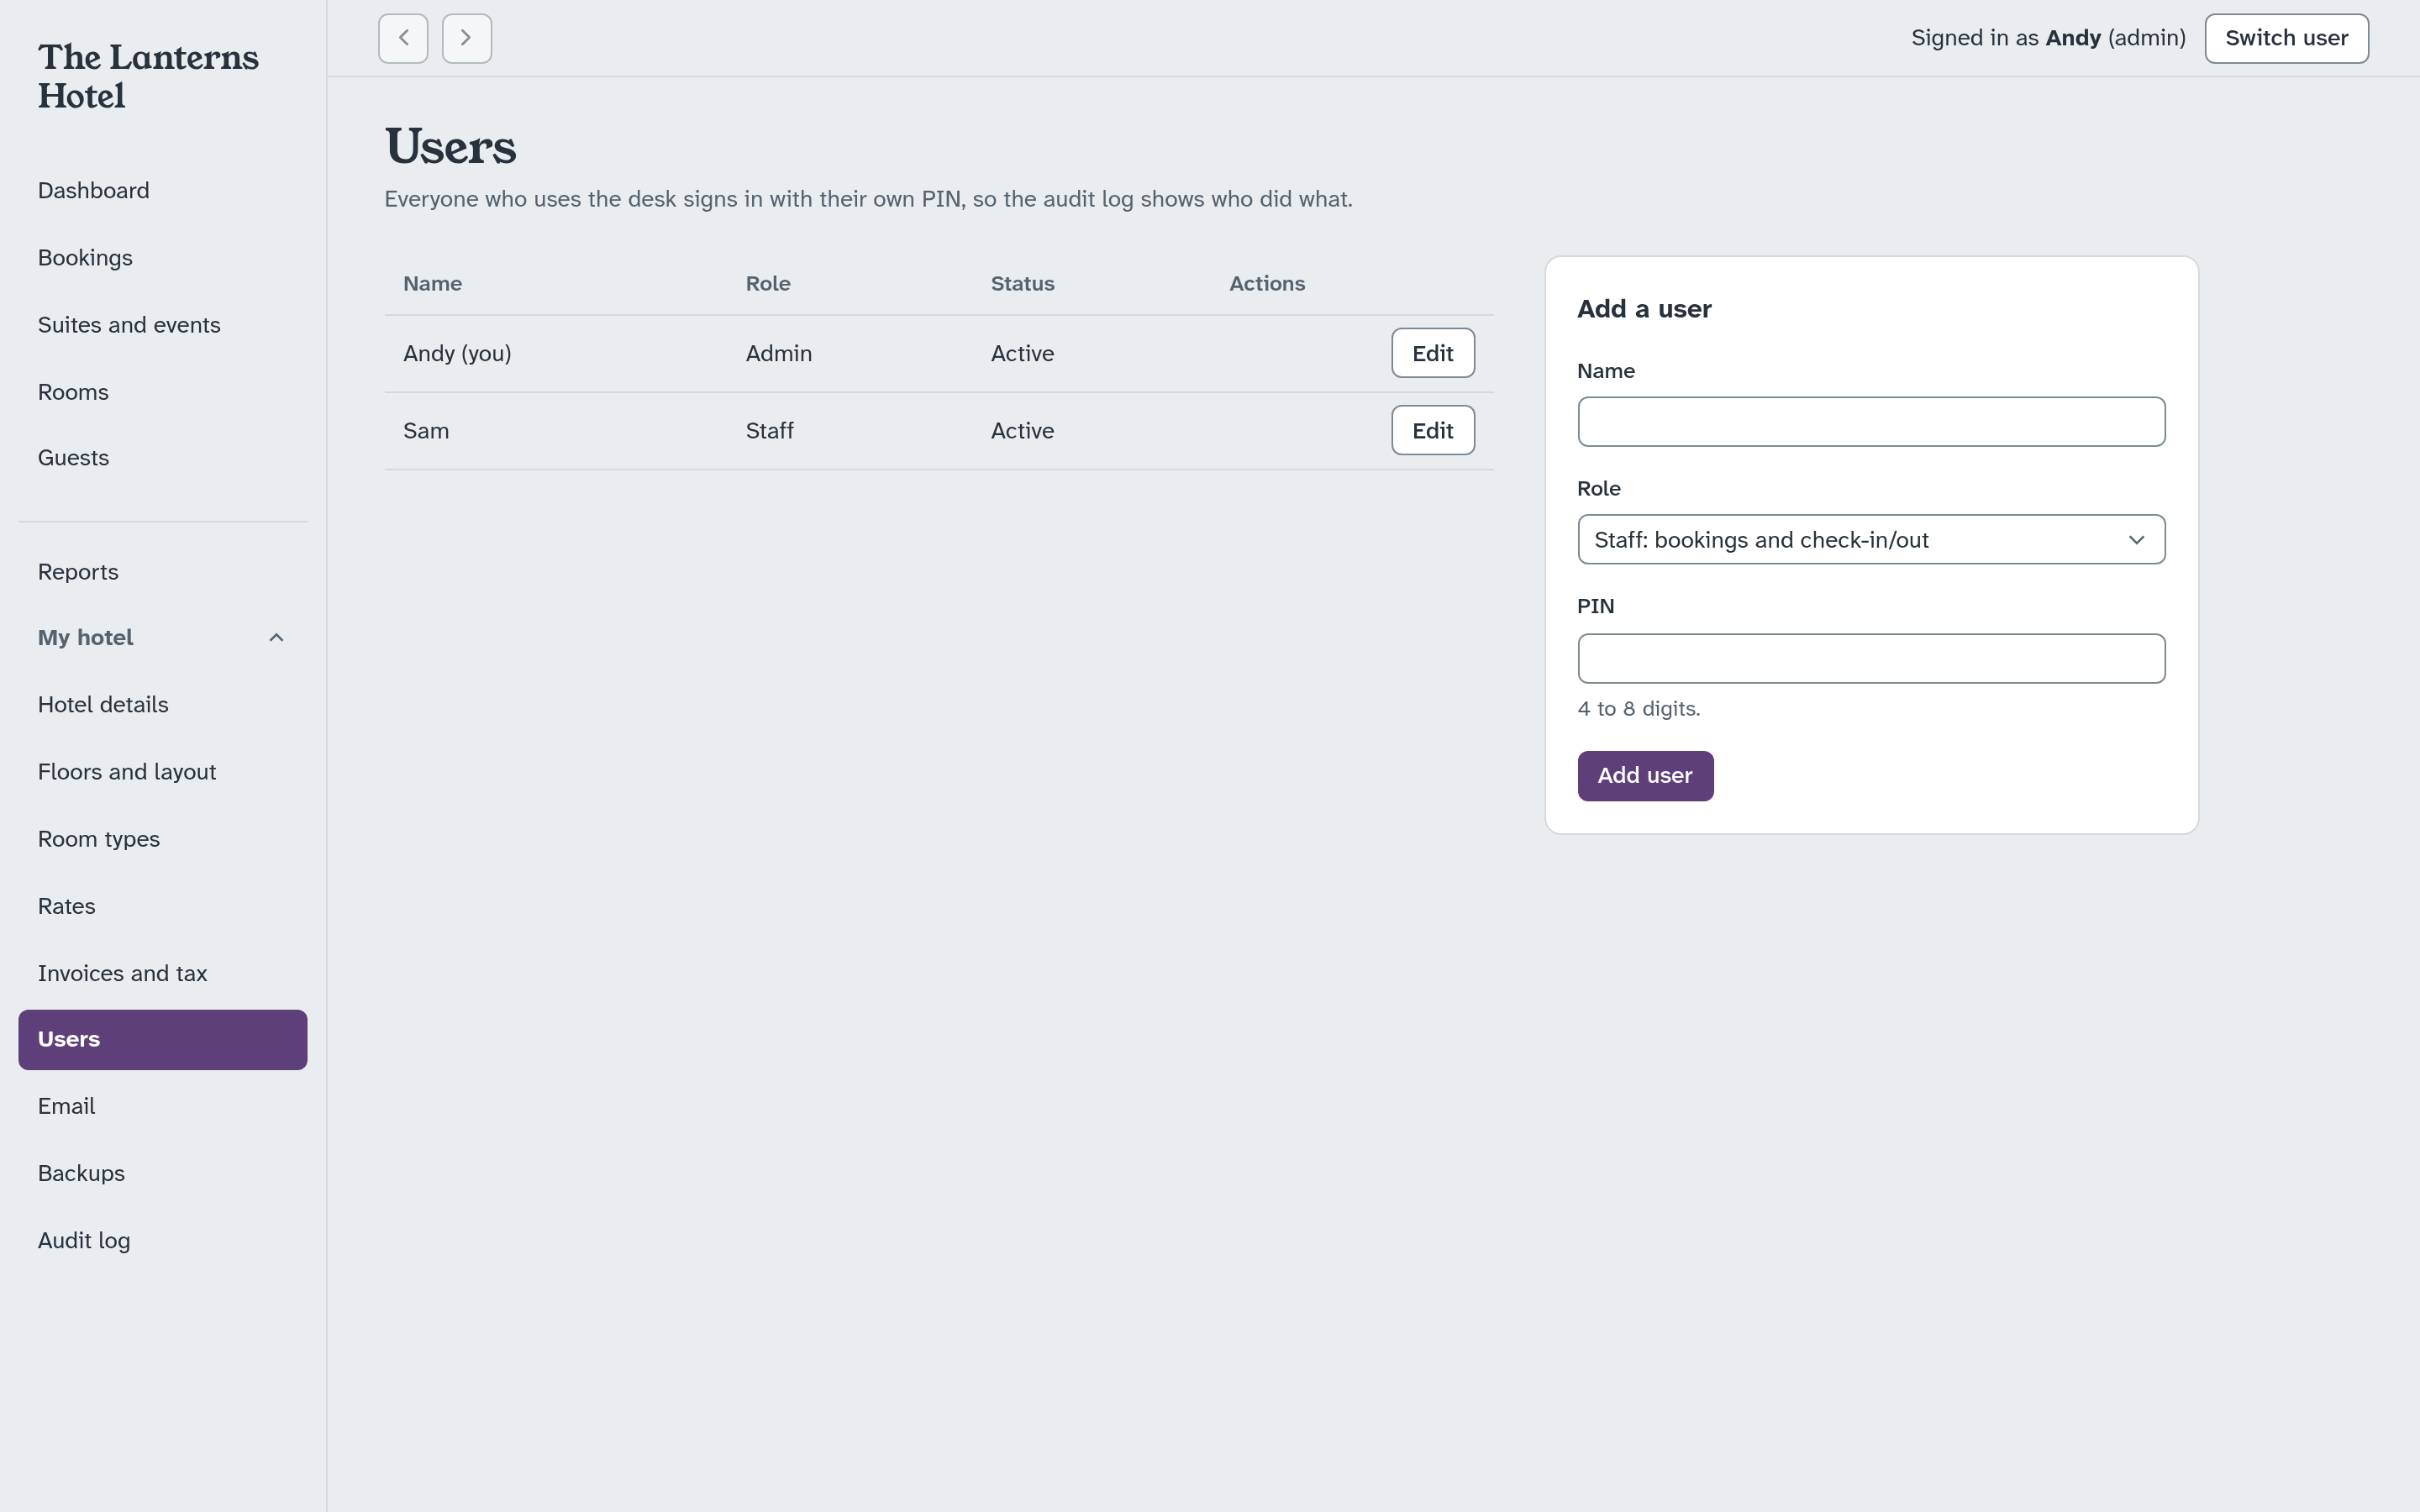 The Lanterns
Hotel
Dashboard
Bookings
Suites and events
Rooms
Guests
Reports
My hotel
Hotel details
Floors and layout
Room types
Rates
Invoices and tax
Users
Email
Backups
Audit log
Signed in as Andy (admin)
Switch user
Users
Everyone who uses the desk signs in with their own PIN, so the audit log shows who did what.
Name Role Status Actions
Andy (you) Admin Active Edit
Sam Staff Active Edit
Add a user
Name
Role
Staff: bookings and check-in/out
PIN
4 to 8 digits.
Add user